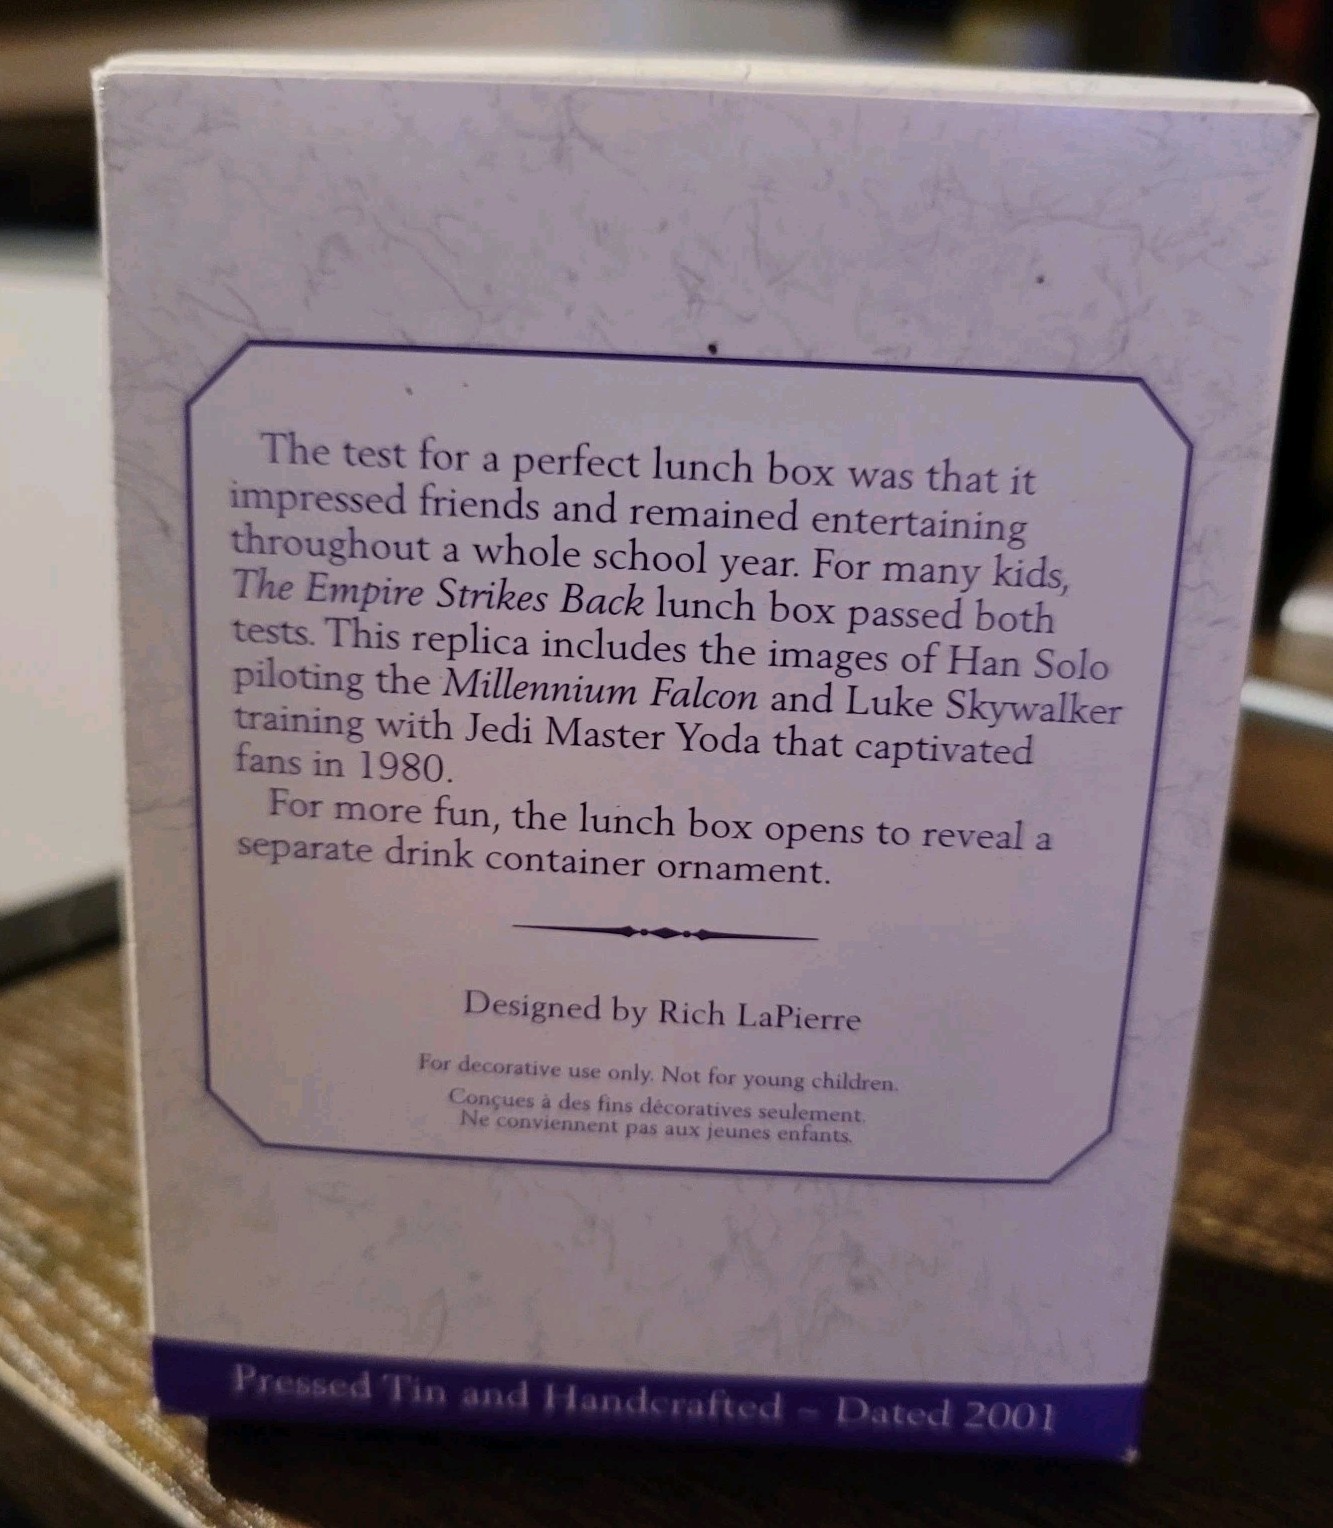 The test for a perfect lunch box was that it
impressed friends and remained entertaining
throughout a whole school year. For many kids,
The Empire Strikes Back lunch box passed both
tests. This replica includes the images of Han Solo
piloting the Millennium Falcon and Luke Skywalker
training with Jedi Master Yoda that captivated
fans in 1980.
For more fun, the lunch box opens to reveal a
separate drink container ornament.
Designed by Rich LaPierre
For decorative use only. Not for young children.
Conçues à des fins décoratives seulement.
Ne conviennent pas aux jeunes enfants.
Pressed Tin and Handcrafted ~ Dated 2001